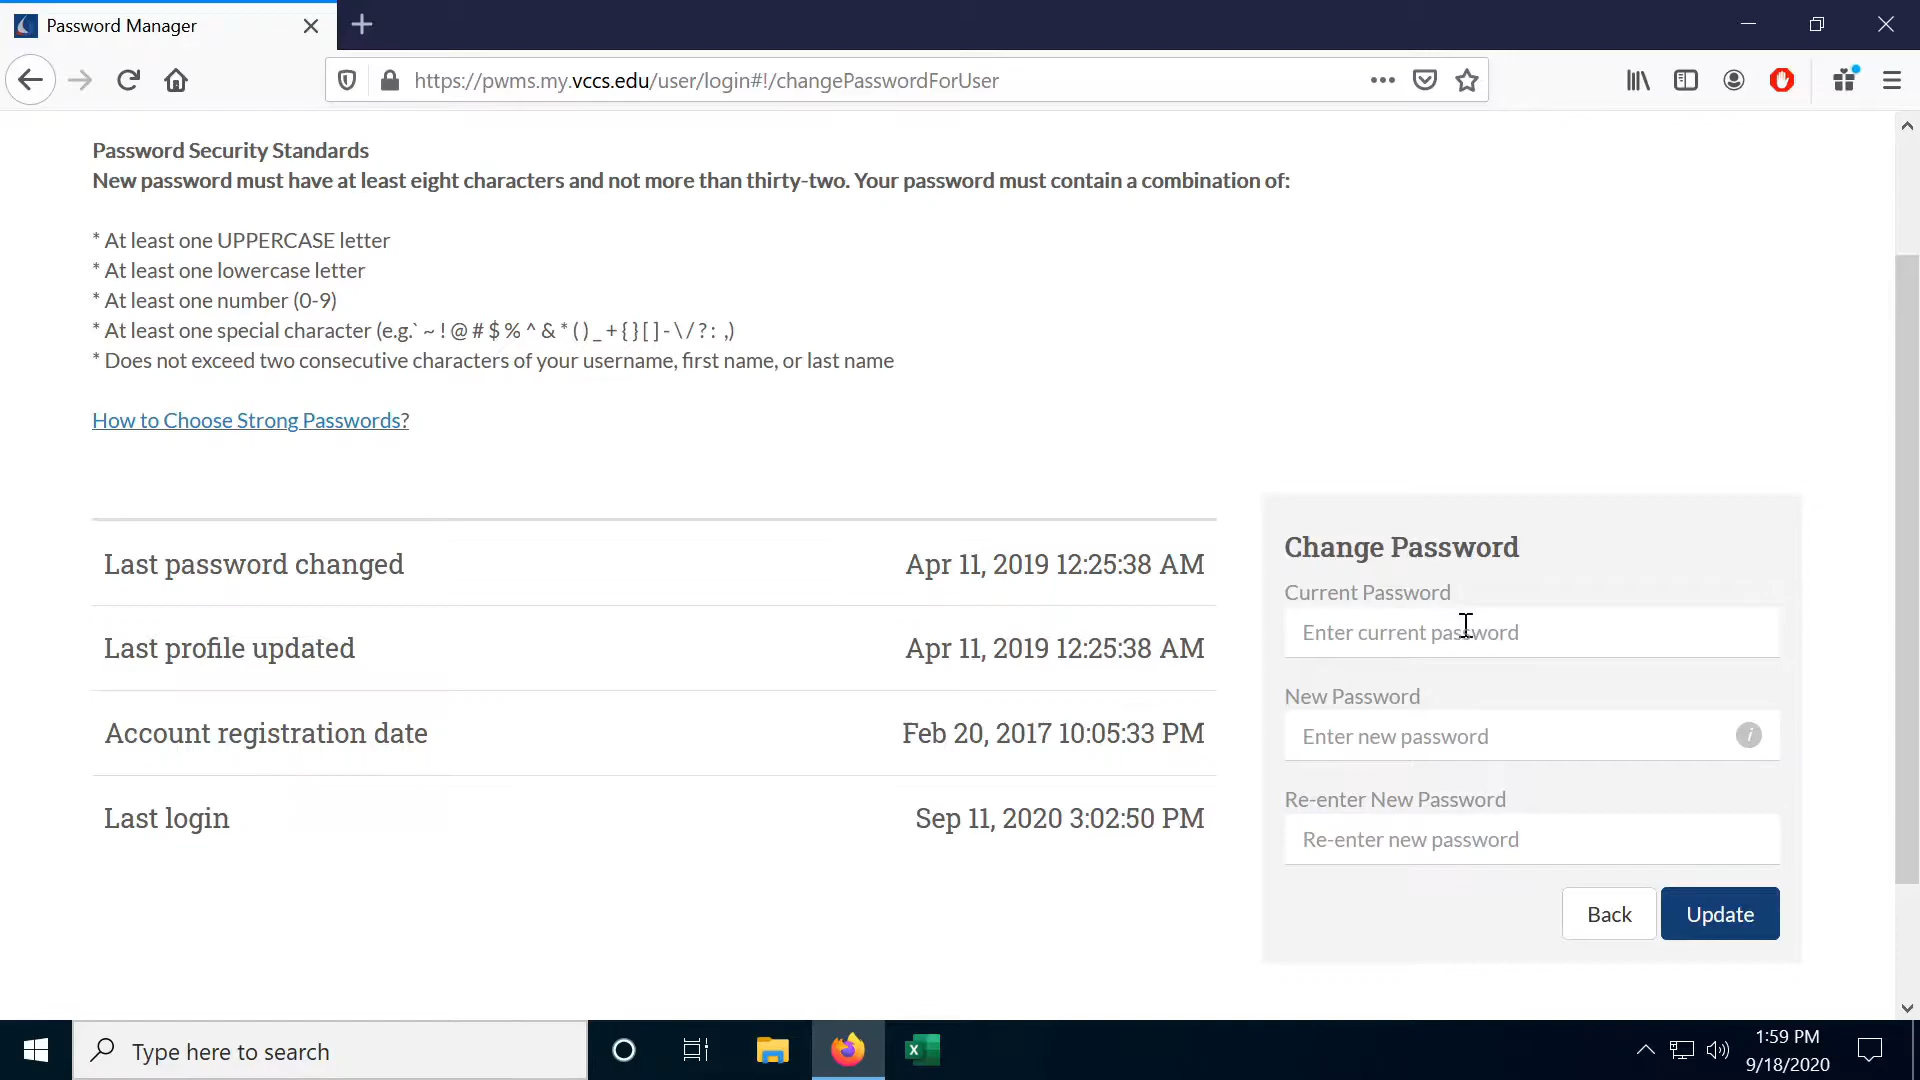 Password Manager
https://pwms.my.vccs.edu/user/login#!/changePasswordForUser
Password Security Standards
New password must have at least eight characters and not more than thirty-two. Your password must contain a combination of:
* At least one UPPERCASE letter
* At least one lowercase letter
* At least one number (0-9)
* At least one special character (e.g.` ~ ! @ # $ % ^ & * ( ) _ + { } [ ] - \ / ? : ,)
* Does not exceed two consecutive characters of your username, first name, or last name
How to Choose Strong Passwords?
Last password changed Apr 11, 2019 12:25:38 AM
Last profile updated Apr 11, 2019 12:25:38 AM
Account registration date Feb 20, 2017 10:05:33 PM
Last login Sep 11, 2020 3:02:50 PM
Change Password
Current Password
Enter current password
New Password
Enter new password
Re-enter New Password
Re-enter new password
Back Update
Type here to search
1:59 PM
9/18/2020